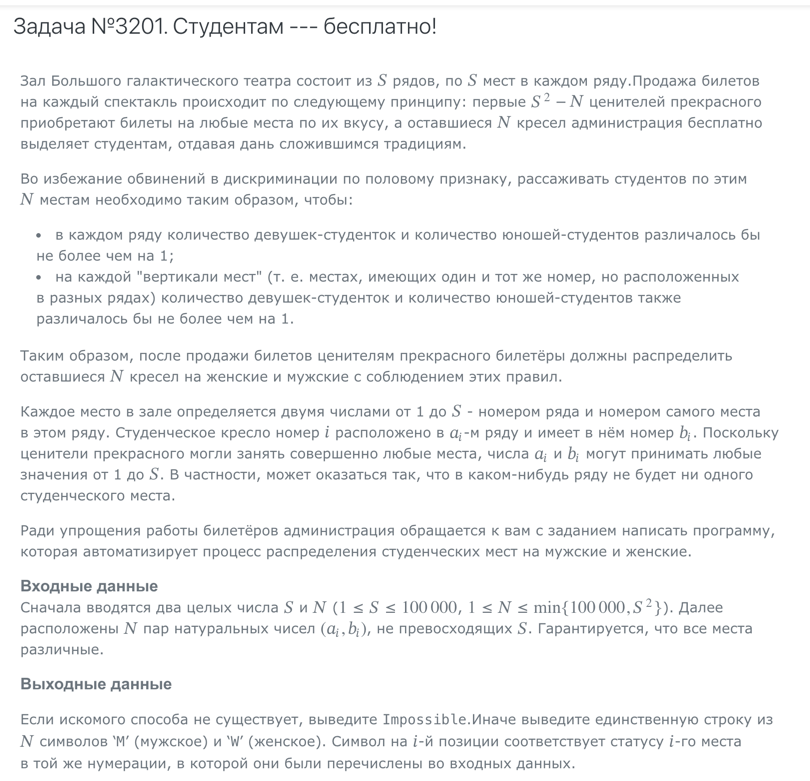 Задача №3201. Студентам --- бесплатно!
Зал Большого галактического театра состоит из S рядов, по S мест в каждом ряду.Продажа билетов
на каждый спектакль происходит по следующему принципу: первые S² − N ценителей прекрасного
приобретают билеты на любые места по их вкусу, а оставшиеся N кресел администрация бесплатно
выделяет студентам, отдавая дань сложившимся традициям.
Во избежание обвинений в дискриминации по половому признаку, рассаживать студентов по этим
N местам необходимо таким образом, чтобы:
• в каждом ряду количество девушек-студенток и количество юношей-студентов различалось бы
не более чем на 1;
• на каждой "вертикали мест" (т. е. местах, имеющих один и тот же номер, но расположенных
в разных рядах) количество девушек-студенток и количество юношей-студентов также
различалось бы не более чем на 1.
Таким образом, после продажи билетов ценителям прекрасного билетёры должны распределить
оставшиеся N кресел на женские и мужские с соблюдением этих правил.
Каждое место в зале определяется двумя числами от 1 до S - номером ряда и номером самого места
в этом ряду. Студенческое кресло номер i расположено в aᵢ-м ряду и имеет в нём номер bᵢ. Поскольку
ценители прекрасного могли занять совершенно любые места, числа aᵢ и bᵢ могут принимать любые
значения от 1 до S. В частности, может оказаться так, что в каком-нибудь ряду не будет ни одного
студенческого места.
Ради упрощения работы билетёров администрация обращается к вам с заданием написать программу,
которая автоматизирует процесс распределения студенческих мест на мужские и женские.
Входные данные
Сначала вводятся два целых числа S и N (1 ≤ S ≤ 100 000, 1 ≤ N ≤ min{100 000, S²}). Далее
расположены N пар натуральных чисел (aᵢ, bᵢ), не превосходящих S. Гарантируется, что все места
различные.
Выходные данные
Если искомого способа не существует, выведите Impossible.Иначе выведите единственную строку из
N символов ‘M’ (мужское) и ‘W’ (женское). Символ на i-й позиции соответствует статусу i-го места
в той же нумерации, в которой они были перечислены во входных данных.